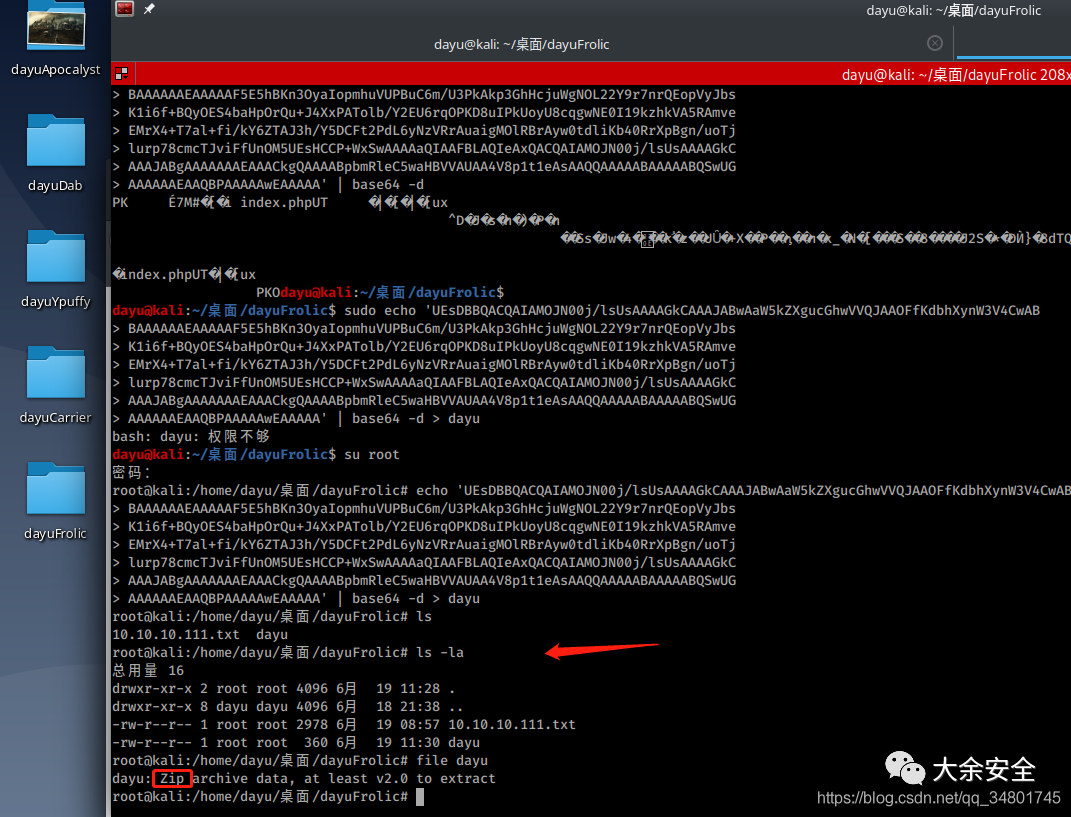 dayu@kali: ~/桌面/dayuFrolic
dayu@kali: ~/桌面/dayuFrolic
dayu@kali: ~/桌面/dayuFrolic 208x
dayuApocalyst
dayuDab
dayuYpuffy
dayuCarrier
dayuFrolic
> BAAAAAAEAAAAAF5E5hBKn3OyaIopmhuVUPBuC6m/U3PkAkp3GhHcjuWgNOL22Y9r7nrQEopVyJbs
> K1i6f+BQyOES4baHpOrQu+J4XxPATolb/Y2EU6rqOPKD8uIPkUoyU8cqgwNE0I19kzhkVA5RAmve
> EMrX4+T7al+fi/kY6ZTAJ3h/Y5DCFt2PdL6yNzVRrAuaigMOlRBrAyw0tdliKb40RrXpBgn/uoTj
> lurp78cmcTJviFfUnOM5UEsHCCP+WxSwAAAAaQIAAFBLAQIeAxQACQAIAMOJN00j/lsUsAAAAGkC
> AAAJABgAAAAAAAEAAACkgQAAAABpbmRleC5waHBVVAUAA4V8p1t1eAsAAQQAAAAABAAAAABQSwUG
> AAAAAAEAAQBPAAAAAwEAAAAA' | base64 -d
index.phpUT
index.phpUT
dayu@kali:~/桌面/dayuFrolic$
dayu@kali:~/桌面/dayuFrolic$ sudo echo 'UEsDBBQACQAIAMOJN00j/lsUsAAAAGkCAAAJABwAaW5kZXgucGhwVVQJAAOFfKdbhXynW3V4CwAB
> BAAAAAAEAAAAAF5E5hBKn3OyaIopmhuVUPBuC6m/U3PkAkp3GhHcjuWgNOL22Y9r7nrQEopVyJbs
> K1i6f+BQyOES4baHpOrQu+J4XxPATolb/Y2EU6rqOPKD8uIPkUoyU8cqgwNE0I19kzhkVA5RAmve
> EMrX4+T7al+fi/kY6ZTAJ3h/Y5DCFt2PdL6yNzVRrAuaigMOlRBrAyw0tdliKb40RrXpBgn/uoTj
> lurp78cmcTJviFfUnOM5UEsHCCP+WxSwAAAAaQIAAFBLAQIeAxQACQAIAMOJN00j/lsUsAAAAGkC
> AAAJABgAAAAAAAEAAACkgQAAAABpbmRleC5waHBVVAUAA4V8p1t1eAsAAQQAAAAABAAAAABQSwUG
> AAAAAAEAAQBPAAAAAwEAAAAA' | base64 -d > dayu
bash: dayu: 权限不够
dayu@kali:~/桌面/dayuFrolic$ su root
密码:
root@kali:/home/dayu/桌面/dayuFrolic# echo 'UEsDBBQACQAIAMOJN00j/lsUsAAAAGkCAAAJABwAaW5kZXgucGhwVVQJAAOFfKdbhXynW3V4CwAB
> BAAAAAAEAAAAAF5E5hBKn3OyaIopmhuVUPBuC6m/U3PkAkp3GhHcjuWgNOL22Y9r7nrQEopVyJbs
> K1i6f+BQyOES4baHpOrQu+J4XxPATolb/Y2EU6rqOPKD8uIPkUoyU8cqgwNE0I19kzhkVA5RAmve
> EMrX4+T7al+fi/kY6ZTAJ3h/Y5DCFt2PdL6yNzVRrAuaigMOlRBrAyw0tdliKb40RrXpBgn/uoTj
> lurp78cmcTJviFfUnOM5UEsHCCP+WxSwAAAAaQIAAFBLAQIeAxQACQAIAMOJN00j/lsUsAAAAGkC
> AAAJABgAAAAAAAEAAACkgQAAAABpbmRleC5waHBVVAUAA4V8p1t1eAsAAQQAAAAABAAAAABQSwUG
> AAAAAAEAAQBPAAAAAwEAAAAA' | base64 -d > dayu
root@kali:/home/dayu/桌面/dayuFrolic# ls
10.10.10.111.txt dayu
root@kali:/home/dayu/桌面/dayuFrolic# ls -la
总用量 16
drwxr-xr-x 2 root root 4096 6月 19 11:28 .
drwxr-xr-x 8 dayu dayu 4096 6月 18 21:38 ..
-rw-r--r-- 1 root root 2978 6月 19 08:57 10.10.10.111.txt
-rw-r--r-- 1 root root 360 6月 19 11:30 dayu
root@kali:/home/dayu/桌面/dayuFrolic# file dayu
dayu: Zip archive data, at least v2.0 to extract
root@kali:/home/dayu/桌面/dayuFrolic#
大余安全
https://blog.csdn.net/qq_34801745